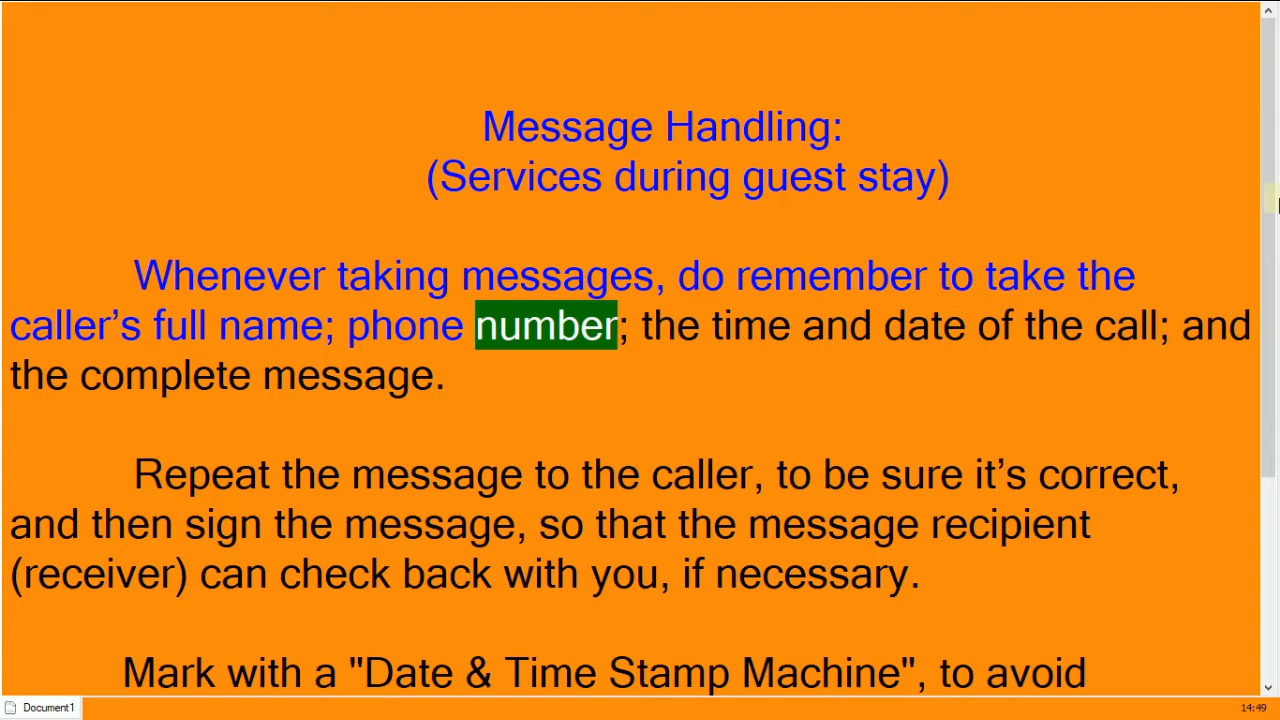 Message Handling:
(Services during guest stay)
Whenever taking messages, do remember to take the
caller’s full name; phone number; the time and date of the call; and
the complete message.
Repeat the message to the caller, to be sure it’s correct,
and then sign the message, so that the message recipient
(receiver) can check back with you, if necessary.
Mark with a "Date & Time Stamp Machine", to avoid
Document1
14:49